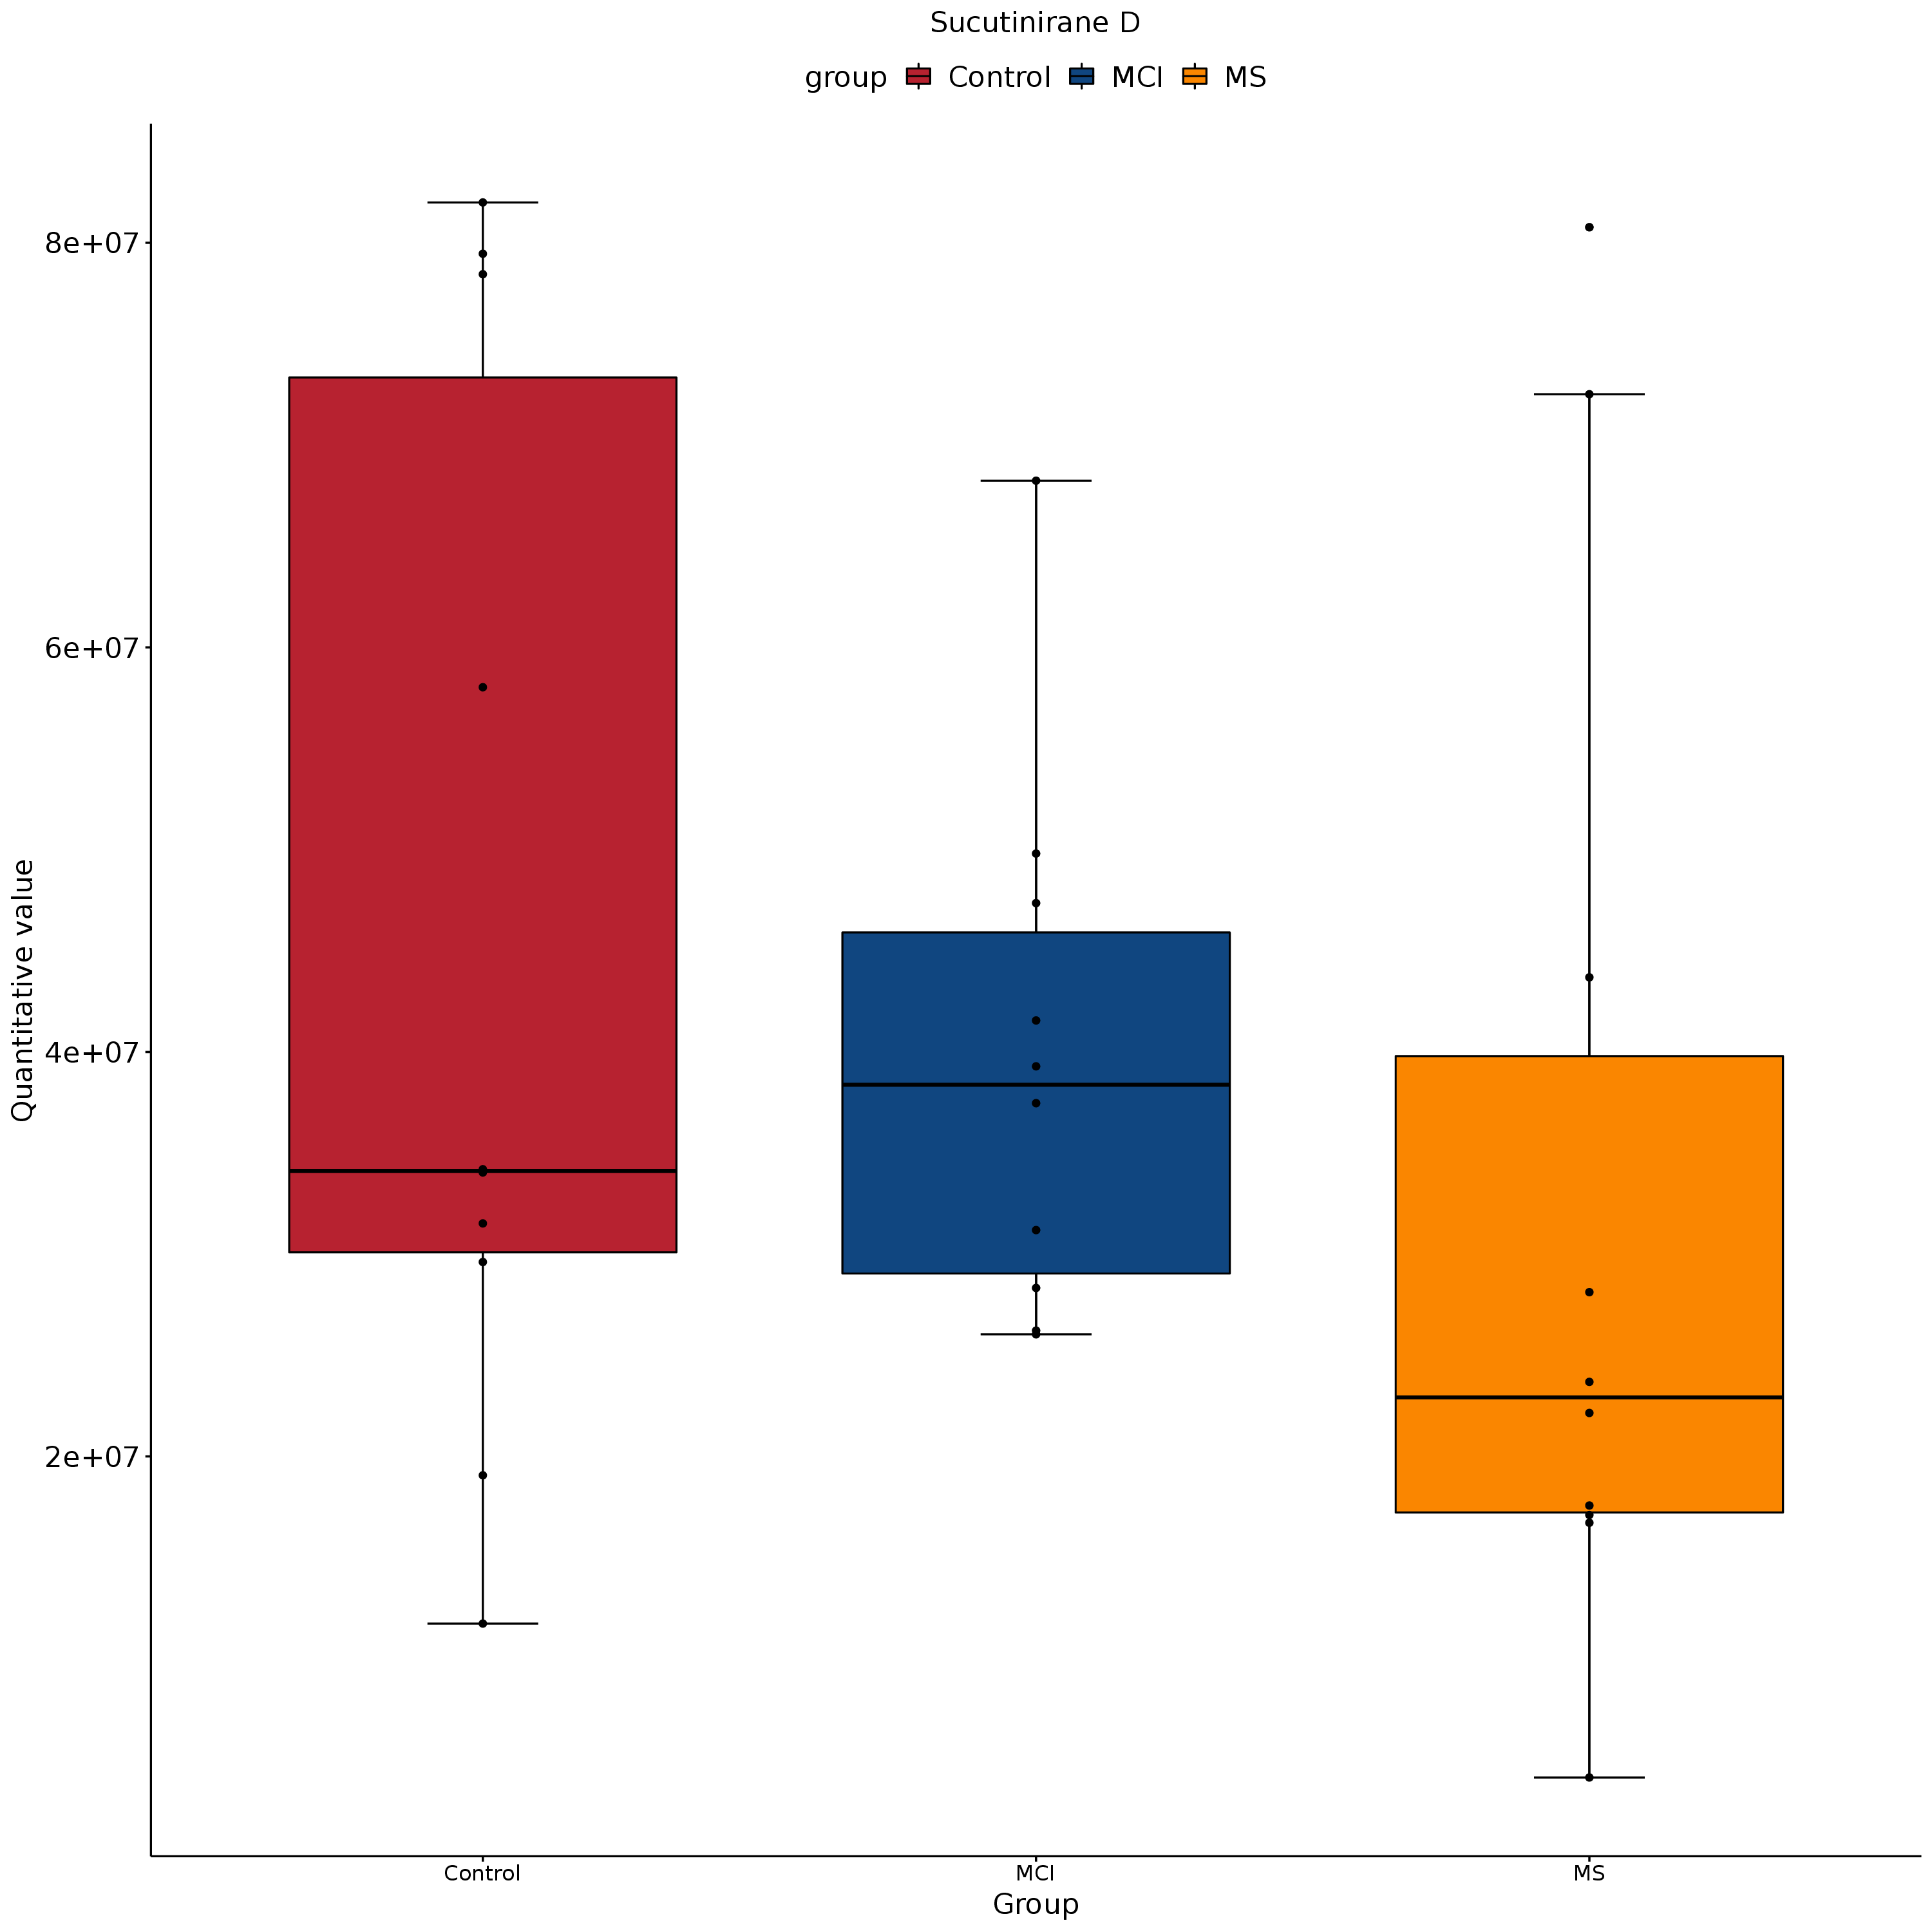 Sucutinirane D
group Control MCI MS
8e+07
6e+07
4e+07
2e+07
Quantitative value
Control MCI MS
Group